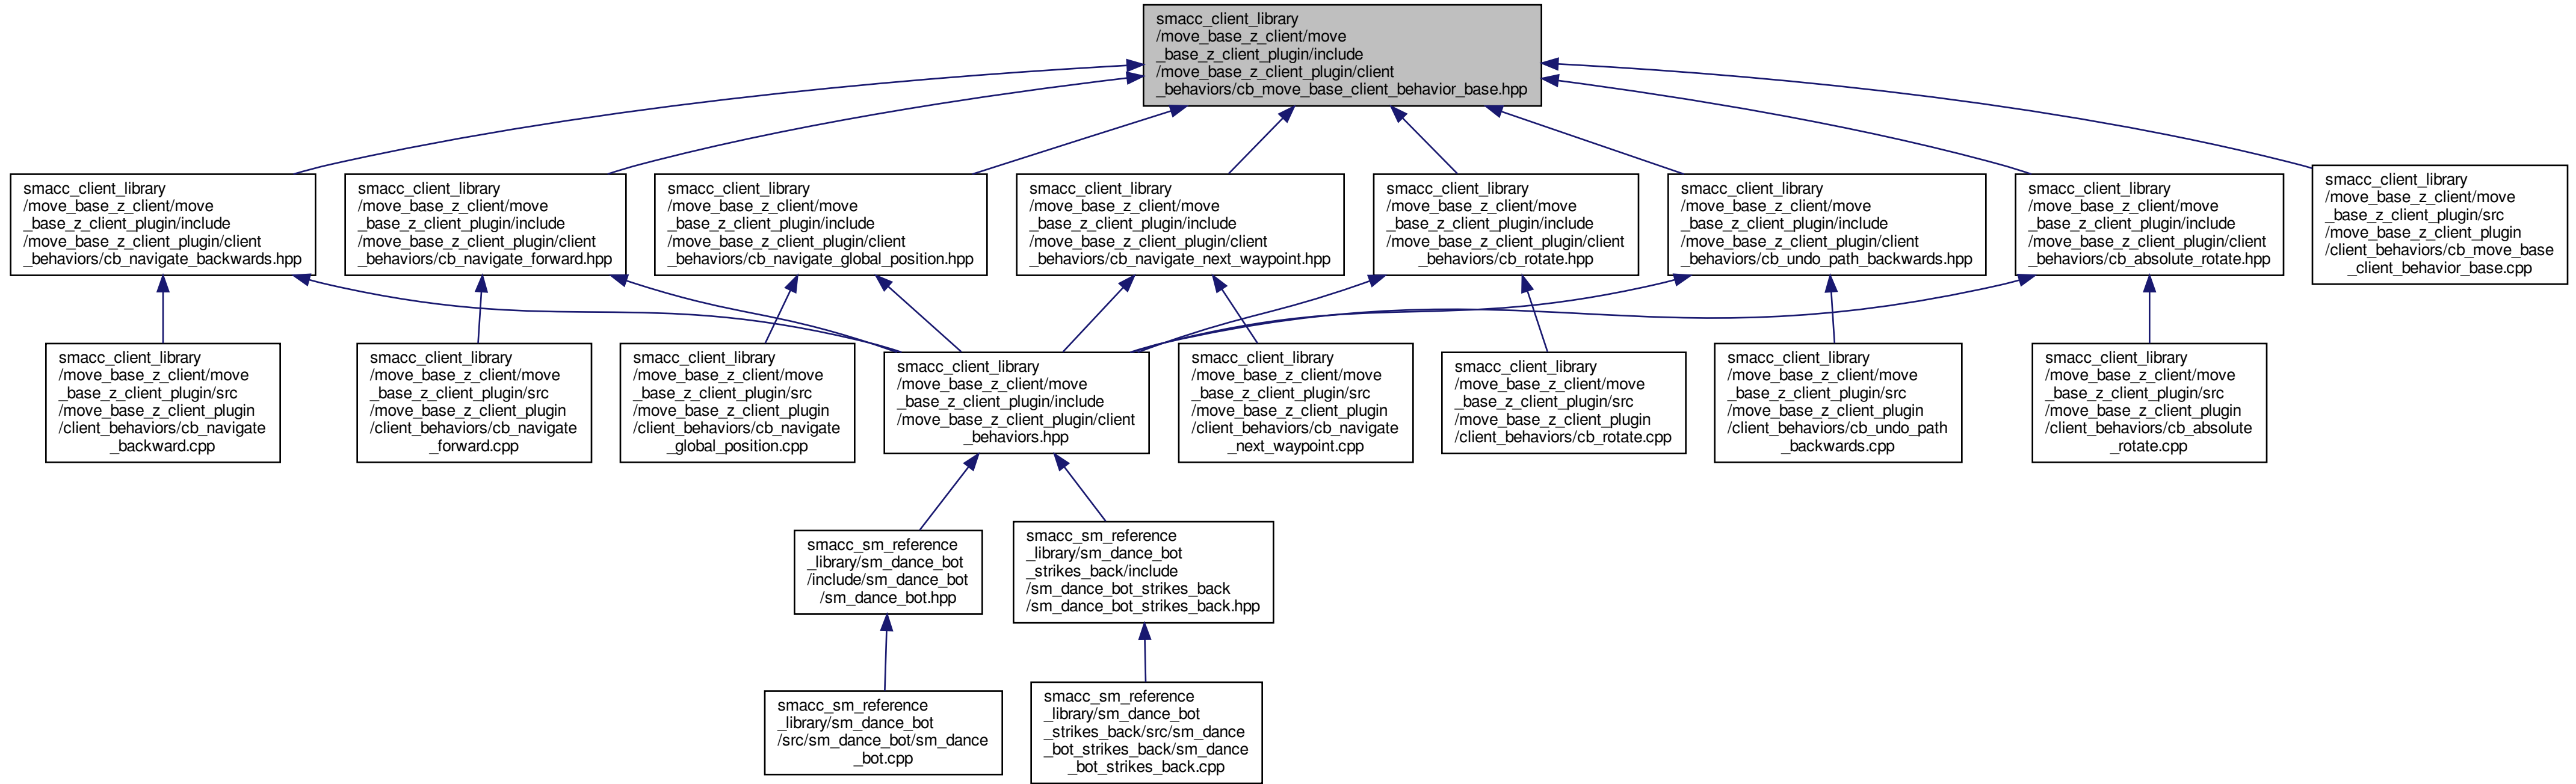 smacc_client_library
/move_base_z_client/move
_base_z_client_plugin/include
/move_base_z_client_plugin/client
_behaviors/cb_move_base_client_behavior_base.hpp
smacc_client_library
/move_base_z_client/move
_base_z_client_plugin/include
/move_base_z_client_plugin/client
_behaviors/cb_navigate_backwards.hpp
smacc_client_library
/move_base_z_client/move
_base_z_client_plugin/include
/move_base_z_client_plugin/client
_behaviors/cb_navigate_forward.hpp
smacc_client_library
/move_base_z_client/move
_base_z_client_plugin/include
/move_base_z_client_plugin/client
_behaviors/cb_navigate_global_position.hpp
smacc_client_library
/move_base_z_client/move
_base_z_client_plugin/include
/move_base_z_client_plugin/client
_behaviors/cb_navigate_next_waypoint.hpp
smacc_client_library
/move_base_z_client/move
_base_z_client_plugin/include
/move_base_z_client_plugin/client
_behaviors/cb_rotate.hpp
smacc_client_library
/move_base_z_client/move
_base_z_client_plugin/include
/move_base_z_client_plugin/client
_behaviors/cb_undo_path_backwards.hpp
smacc_client_library
/move_base_z_client/move
_base_z_client_plugin/include
/move_base_z_client_plugin/client
_behaviors/cb_absolute_rotate.hpp
smacc_client_library
/move_base_z_client/move
_base_z_client_plugin/src
/move_base_z_client_plugin
/client_behaviors/cb_move_base
_client_behavior_base.cpp
smacc_client_library
/move_base_z_client/move
_base_z_client_plugin/src
/move_base_z_client_plugin
/client_behaviors/cb_navigate
_backward.cpp
smacc_client_library
/move_base_z_client/move
_base_z_client_plugin/src
/move_base_z_client_plugin
/client_behaviors/cb_navigate
_forward.cpp
smacc_client_library
/move_base_z_client/move
_base_z_client_plugin/src
/move_base_z_client_plugin
/client_behaviors/cb_navigate
_global_position.cpp
smacc_client_library
/move_base_z_client/move
_base_z_client_plugin/include
/move_base_z_client_plugin/client
_behaviors.hpp
smacc_client_library
/move_base_z_client/move
_base_z_client_plugin/src
/move_base_z_client_plugin
/client_behaviors/cb_navigate
_next_waypoint.cpp
smacc_client_library
/move_base_z_client/move
_base_z_client_plugin/src
/move_base_z_client_plugin
/client_behaviors/cb_rotate.cpp
smacc_client_library
/move_base_z_client/move
_base_z_client_plugin/src
/move_base_z_client_plugin
/client_behaviors/cb_undo_path
_backwards.cpp
smacc_client_library
/move_base_z_client/move
_base_z_client_plugin/src
/move_base_z_client_plugin
/client_behaviors/cb_absolute
_rotate.cpp
smacc_sm_reference
_library/sm_dance_bot
/include/sm_dance_bot
/sm_dance_bot.hpp
smacc_sm_reference
_library/sm_dance_bot
_strikes_back/include
/sm_dance_bot_strikes_back
/sm_dance_bot_strikes_back.hpp
smacc_sm_reference
_library/sm_dance_bot
/src/sm_dance_bot/sm_dance
_bot.cpp
smacc_sm_reference
_library/sm_dance_bot
_strikes_back/src/sm_dance
_bot_strikes_back/sm_dance
_bot_strikes_back.cpp